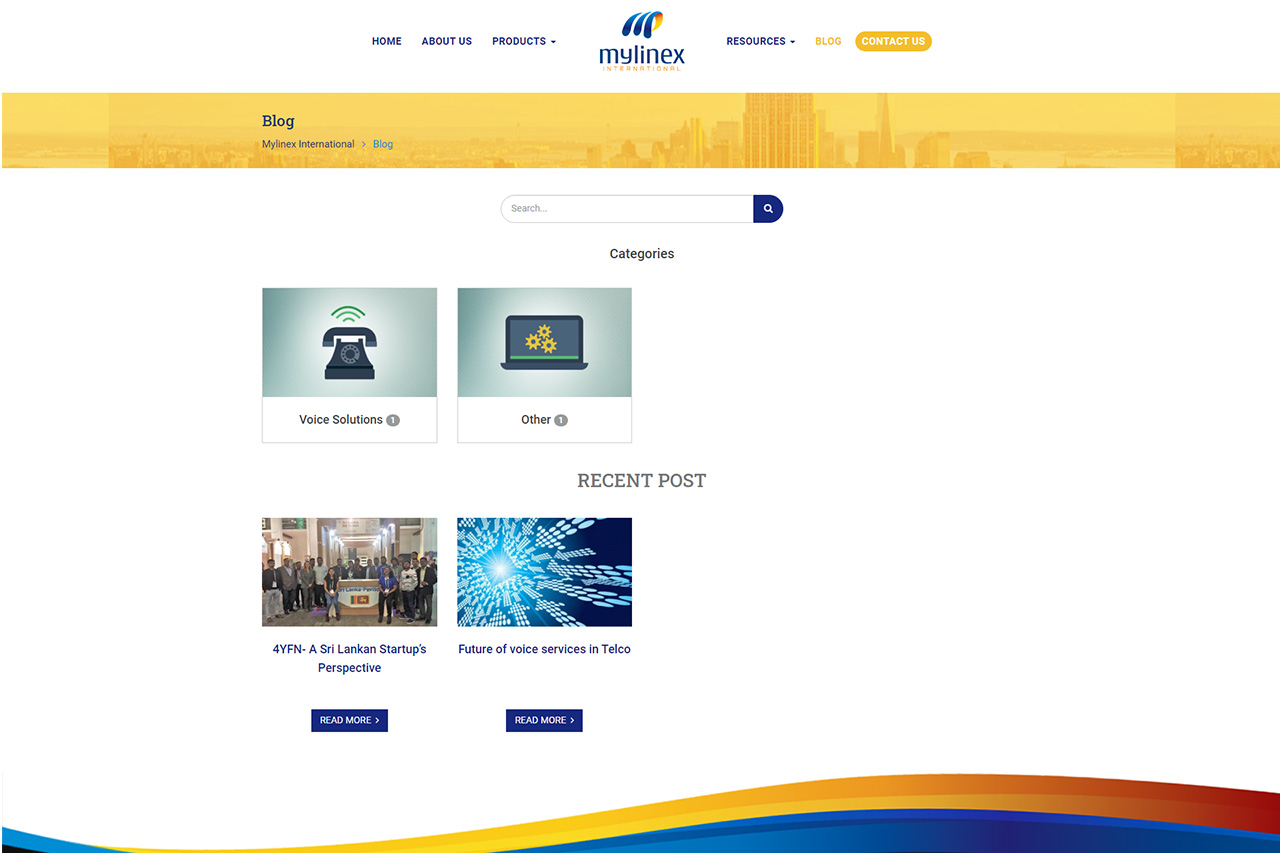 HOME ABOUT US PRODUCTS
mylinex
INTERNATIONAL
RESOURCES BLOG CONTACT US
Blog
Mylinex International > Blog
Search...
Categories
Voice Solutions 1
Other 1
RECENT POST
Sri Lanka
4YFN- A Sri Lankan Startup's
Perspective
Future of voice services in Telco
READ MORE >
READ MORE >